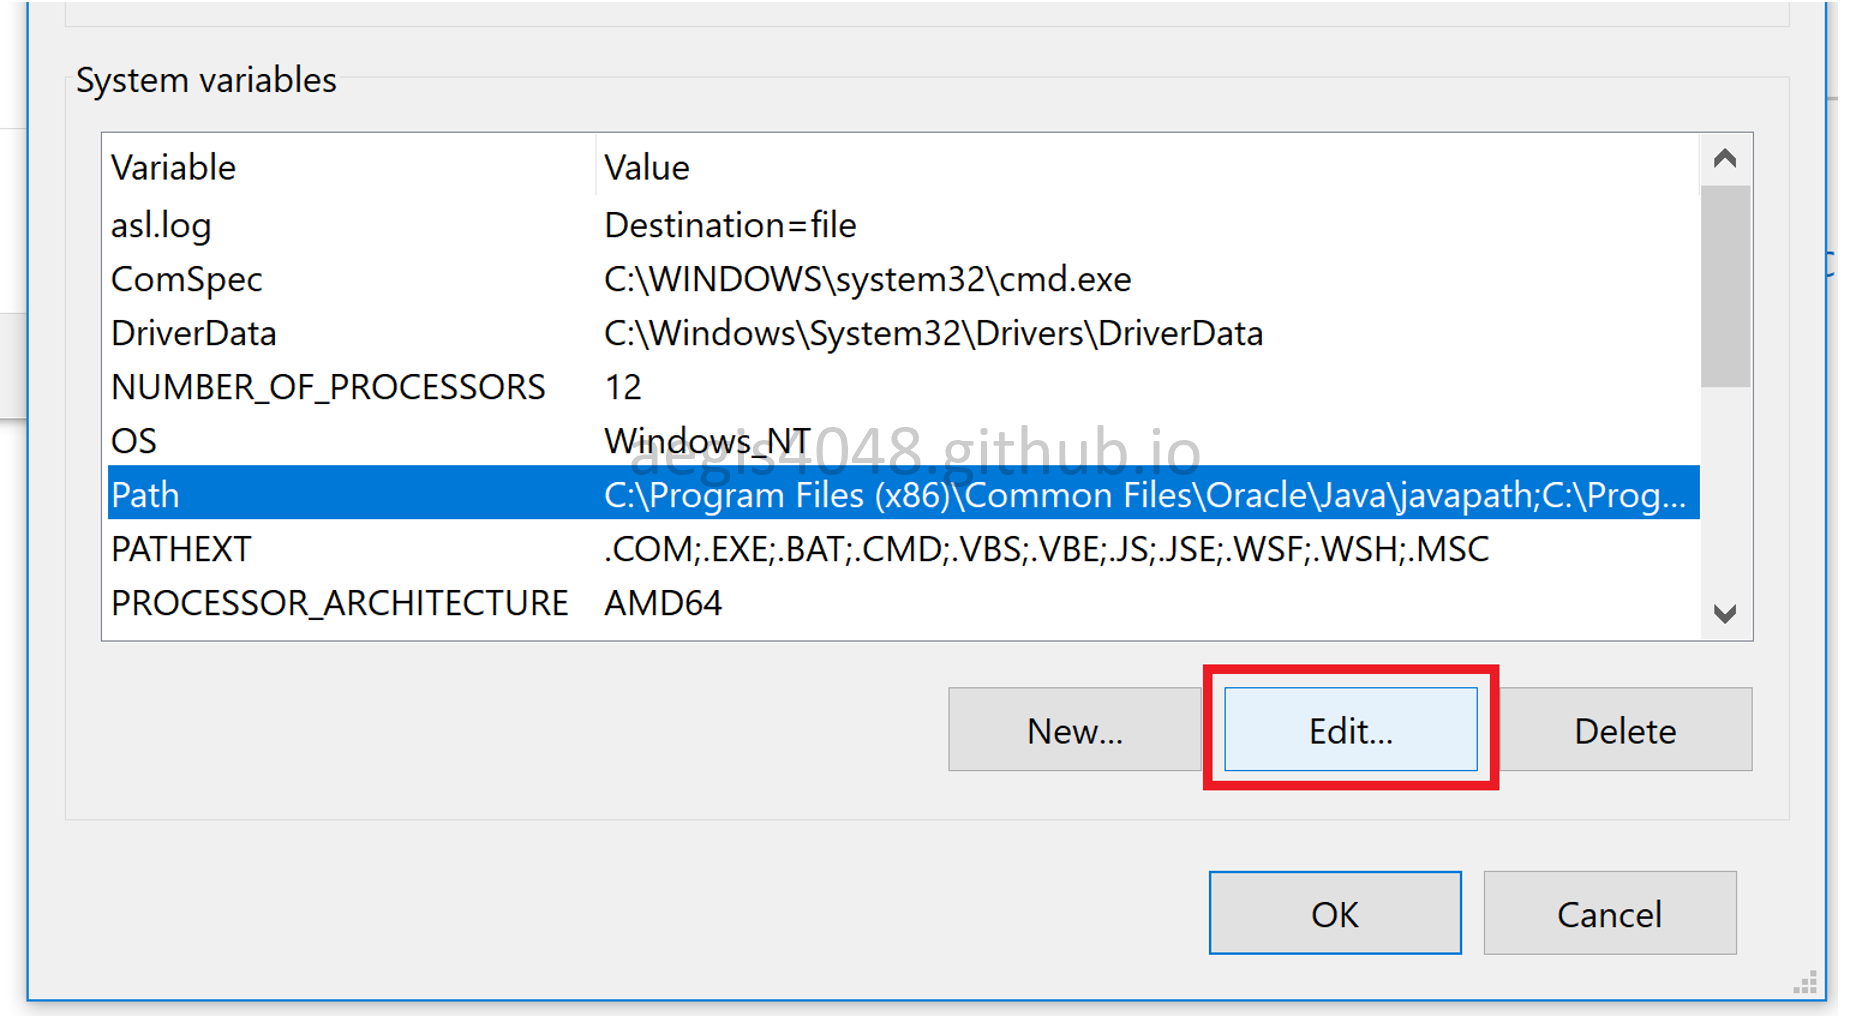 System variables
Variable Value
asl.log Destination=file
ComSpec C:\WINDOWS\system32\cmd.exe
DriverData C:\Windows\System32\Drivers\DriverData
NUMBER_OF_PROCESSORS 12
OS Windows_NT
aegis4048.github.io
Path C:\Program Files (x86)\Common Files\Oracle\Java\javapath;C:\Prog...
PATHEXT .COM;.EXE;.BAT;.CMD;.VBS;.VBE;.JS;.JSE;.WSF;.WSH;.MSC
PROCESSOR_ARCHITECTURE AMD64
New... Edit... Delete
OK Cancel